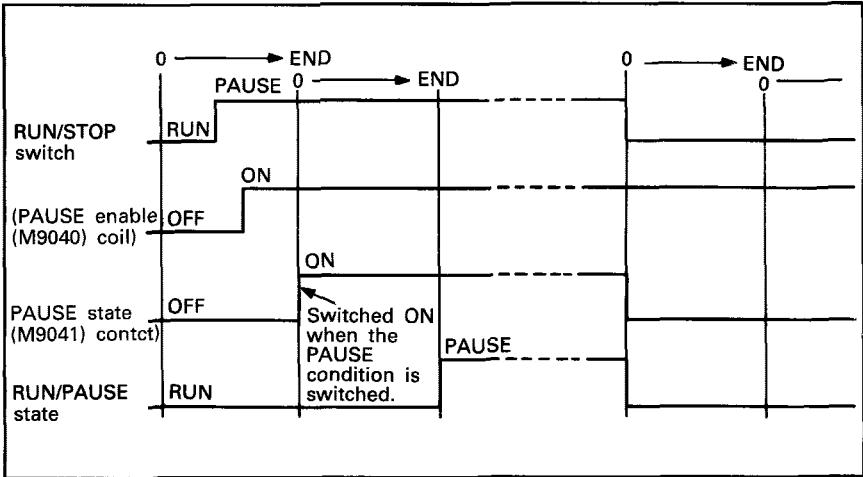 0 END
0 END
0 END
0
RUN/STOP
switch
RUN
PAUSE
(PAUSE enable
(M9040) coil)
OFF
ON
PAUSE state
(M9041) contct)
OFF
ON
Switched ON
when the
PAUSE
condition is
switched.
RUN/PAUSE
state
RUN
PAUSE